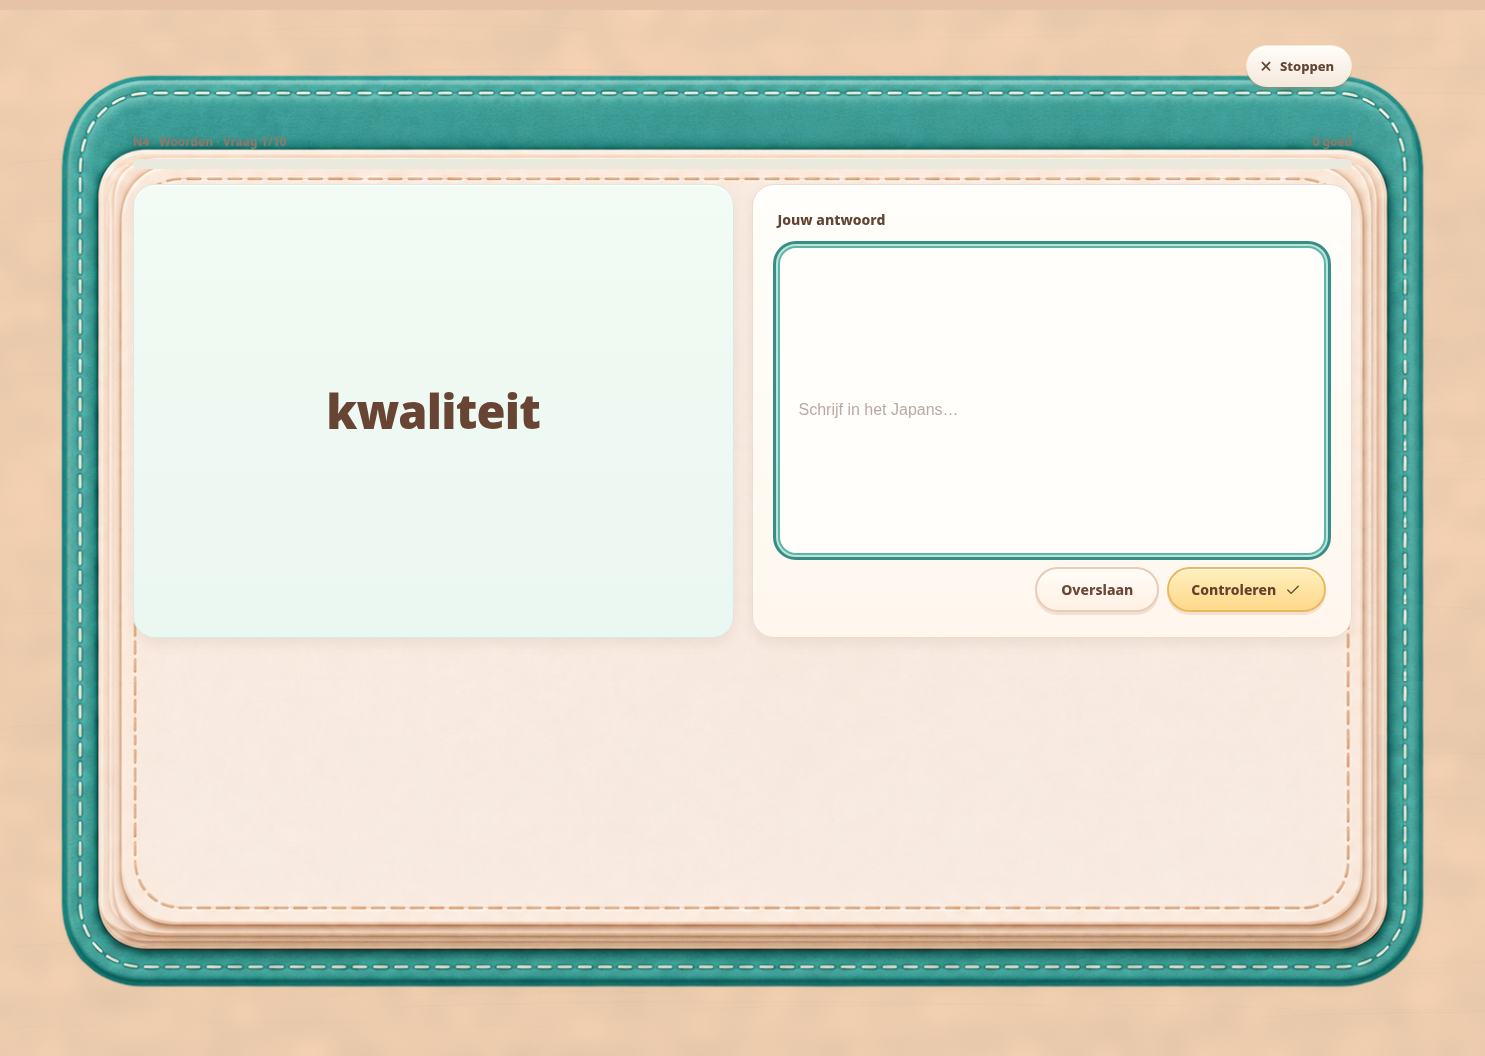 Stoppen
N4 · Woorden · Vraag 1/10
0 goed
kwaliteit
Jouw antwoord
Schrijf in het Japans…
Overslaan
Controleren